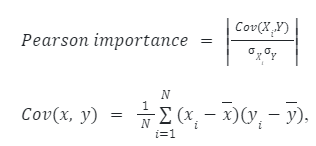 Pearson importance = | Cov(X_i,Y) / σ_{X_i} σ_Y |
Cov(x, y) = 1/N Σ_{i=1}^{N} (x_i − x̄)(y_i − ȳ),